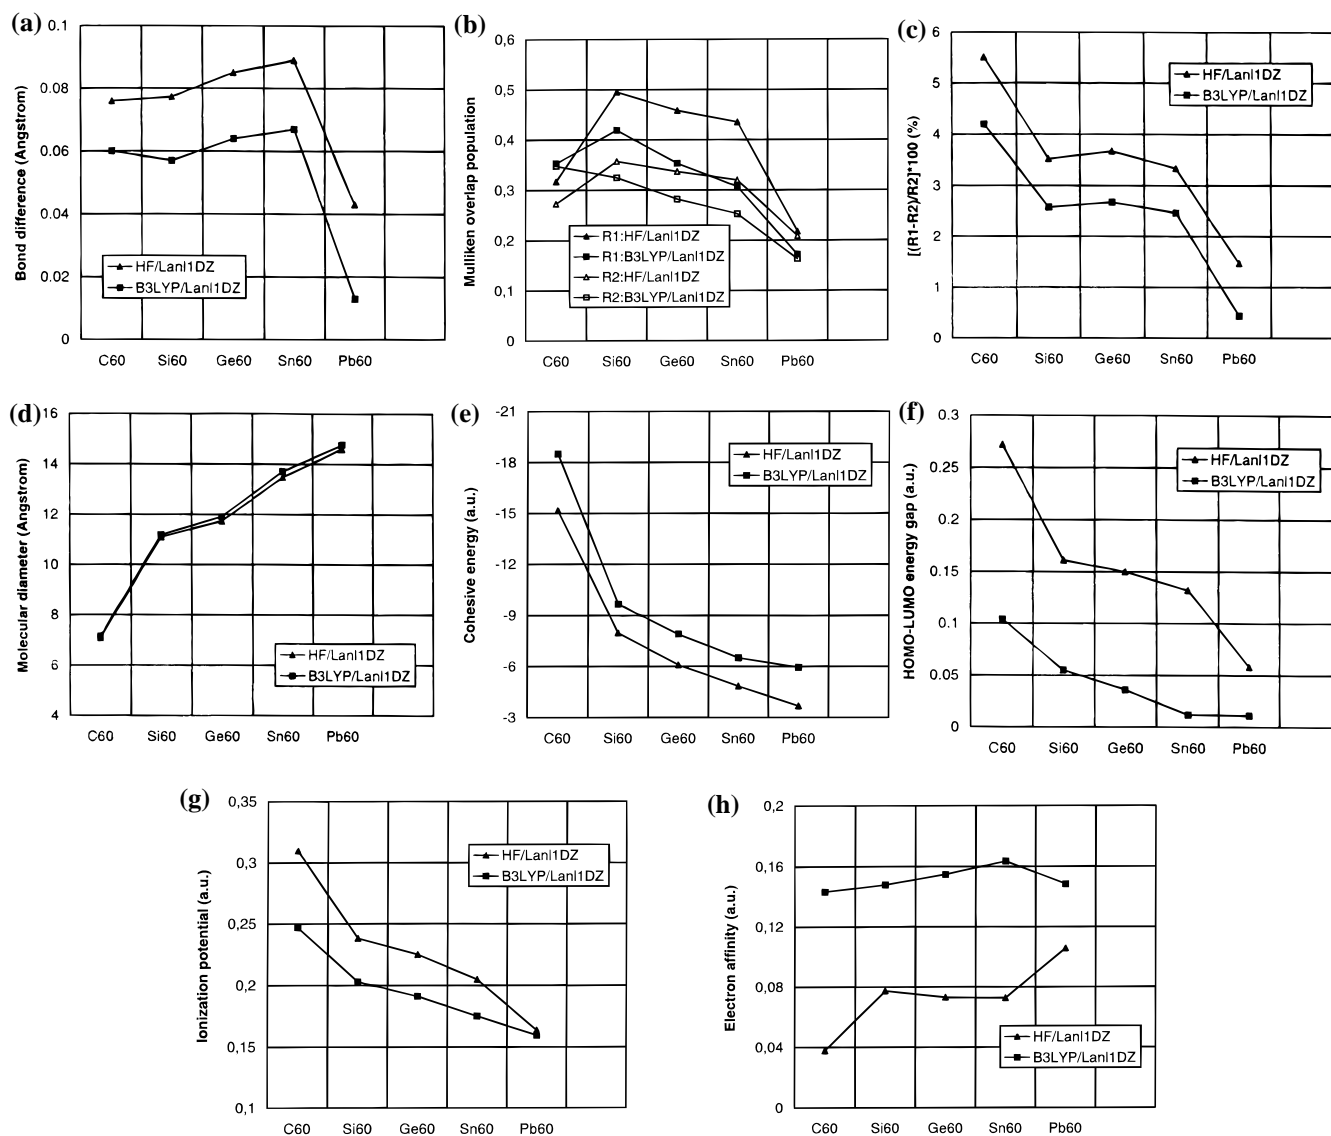 (a)
0.1
0.08
0.06
0.04
0.02
0
Bond difference (Angstrom)
HF/Lanl1DZ
B3LYP/Lanl1DZ
C60 Si60 Ge60 Sn60 Pb60
(b)
0,6
0,5
0,4
0,3
0,2
0,1
0
Mulliken overlap population
R1:HF/Lanl1DZ
R1:B3LYP/Lanl1DZ
R2:HF/Lanl1DZ
R2:B3LYP/Lanl1DZ
C60 Si60 Ge60 Sn60 Pb60
(c)
6
5
4
3
2
1
0
[(R1-R2)/R2]*100 (%)
HF/Lanl1DZ
B3LYP/Lanl1DZ
C60 Si60 Ge60 Sn60 Pb60
(d)
16
14
12
10
8
6
4
Molecular diameter (Angstrom)
HF/Lanl1DZ
B3LYP/Lanl1DZ
C60 Si60 Ge60 Sn60 Pb60
(e)
-21
-18
-15
-12
-9
-6
-3
Cohesive energy (a.u.)
HF/Lanl1DZ
B3LYP/Lanl1DZ
C60 Si60 Ge60 Sn60 Pb60
(f)
0.3
0.25
0.2
0.15
0.1
0.05
0
HOMO-LUMO energy gap (a.u.)
HF/Lanl1DZ
B3LYP/Lanl1DZ
C60 Si60 Ge60 Sn60 Pb60
(g)
0,35
0,3
0,25
0,2
0,15
0,1
Ionization potential (a.u.)
HF/Lanl1DZ
B3LYP/Lanl1DZ
C60 Si60 Ge60 Sn60 Pb60
(h)
0,2
0,16
0,12
0,08
0,04
0
Electron affinity (a.u.)
HF/Lanl1DZ
B3LYP/Lanl1DZ
C60 Si60 Ge60 Sn60 Pb60